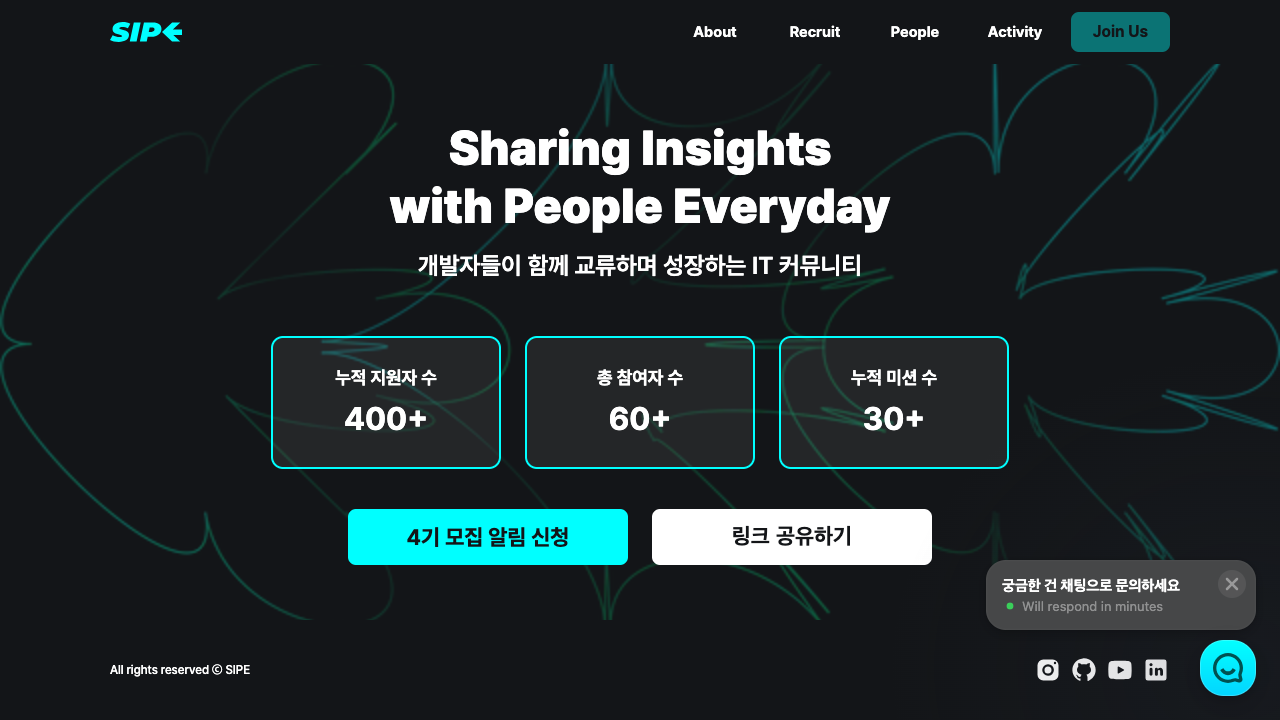 SIPE
About
Recruit
People
Activity
Join Us
Sharing Insights
with People Everyday
개발자들이 함께 교류하며 성장하는 IT 커뮤니티
누적 지원자 수
400+
총 참여자 수
60+
누적 미션 수
30+
4기 모집 알림 신청
링크 공유하기
궁금한 건 채팅으로 문의하세요
Will respond in minutes
All rights reserved © SIPE